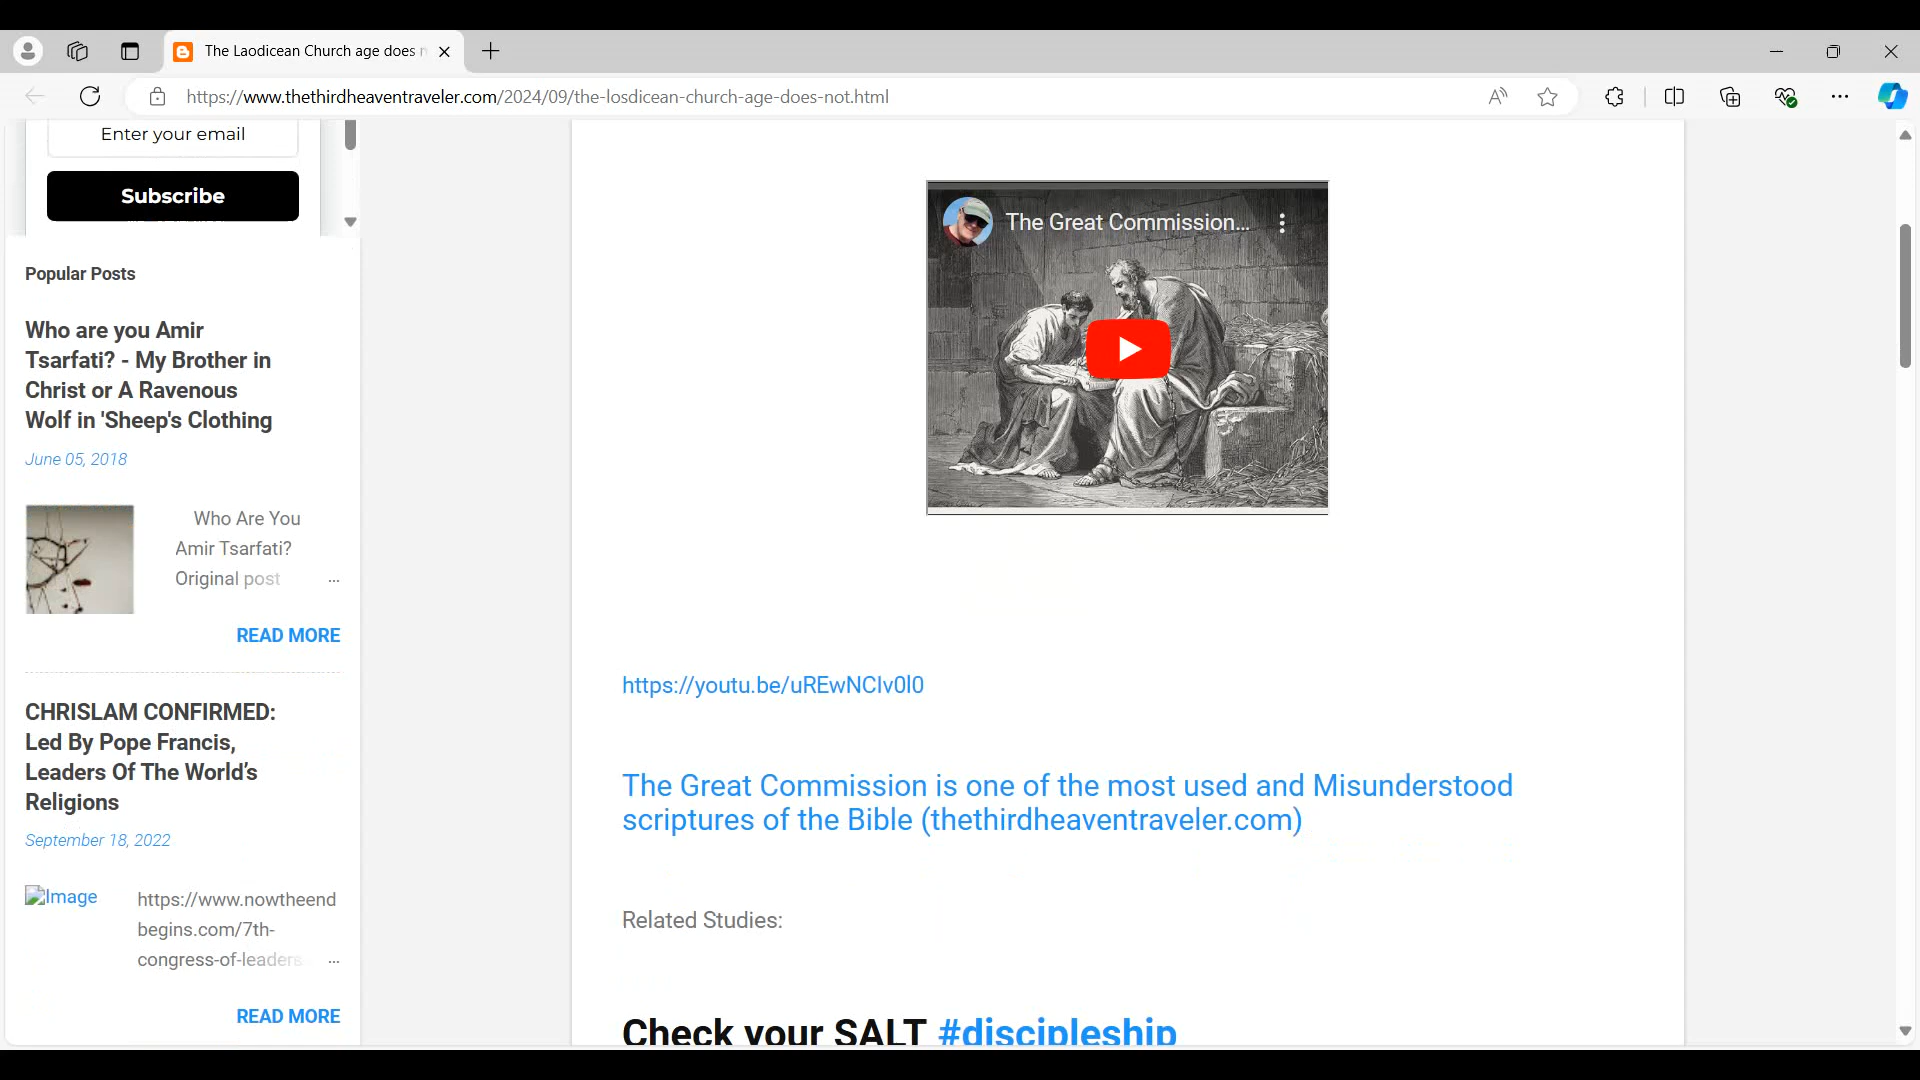 The Laodicean Church age does n
https://www.thethirdheaventraveler.com/2024/09/the-losdicean-church-age-does-not.html
Enter your email
Subscribe
Popular Posts
Who are you Amir
Tsarfati? - My Brother in
Christ or A Ravenous
Wolf in 'Sheep's Clothing
June 05, 2018
Who Are You
Amir Tsarfati?
Original post ...
READ MORE
CHRISLAM CONFIRMED:
Led By Pope Francis,
Leaders Of The World's
Religions
September 18, 2022
Image
https://www.nowtheend
begins.com/7th-
congress-of-leaders ...
READ MORE
The Great Commission...
https://youtu.be/uREwNCIv0l0
The Great Commission is one of the most used and Misunderstood
scriptures of the Bible (thethirdheaventraveler.com)
Related Studies:
Check your SALT #discipleship